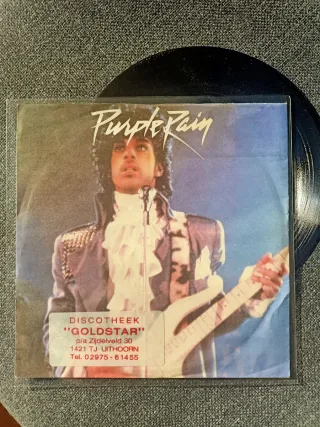 Purple Rain
DISCOTHEEK
"GOLDSTAR"
p/a Zijdelveld 30
1421 TJ UITHOORN
Tel. 02975 - 61455